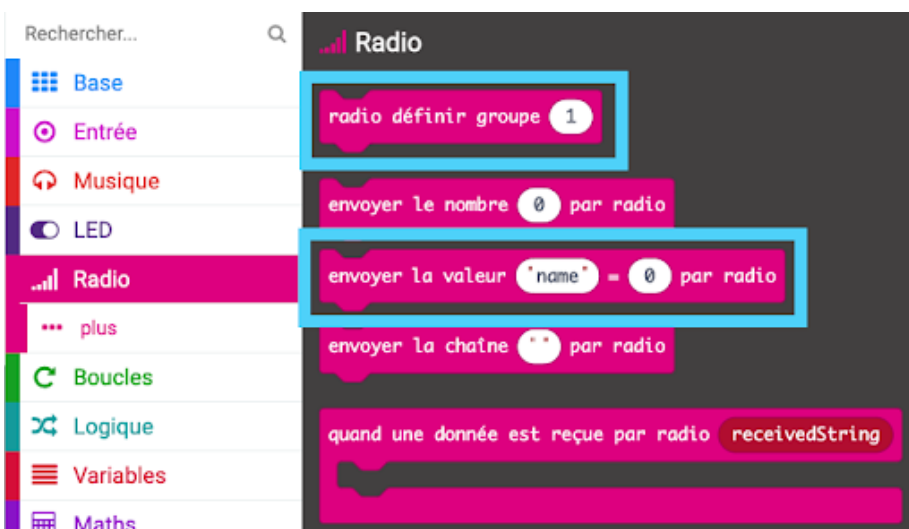 Rechercher...
Base
Entrée
Musique
LED
Radio
plus
Boucles
Logique
Variables
Maths
Radio
radio définir groupe 1
envoyer le nombre 0 par radio
envoyer la valeur "name" = 0 par radio
envoyer la chaîne " " par radio
quand une donnée est reçue par radio receivedString